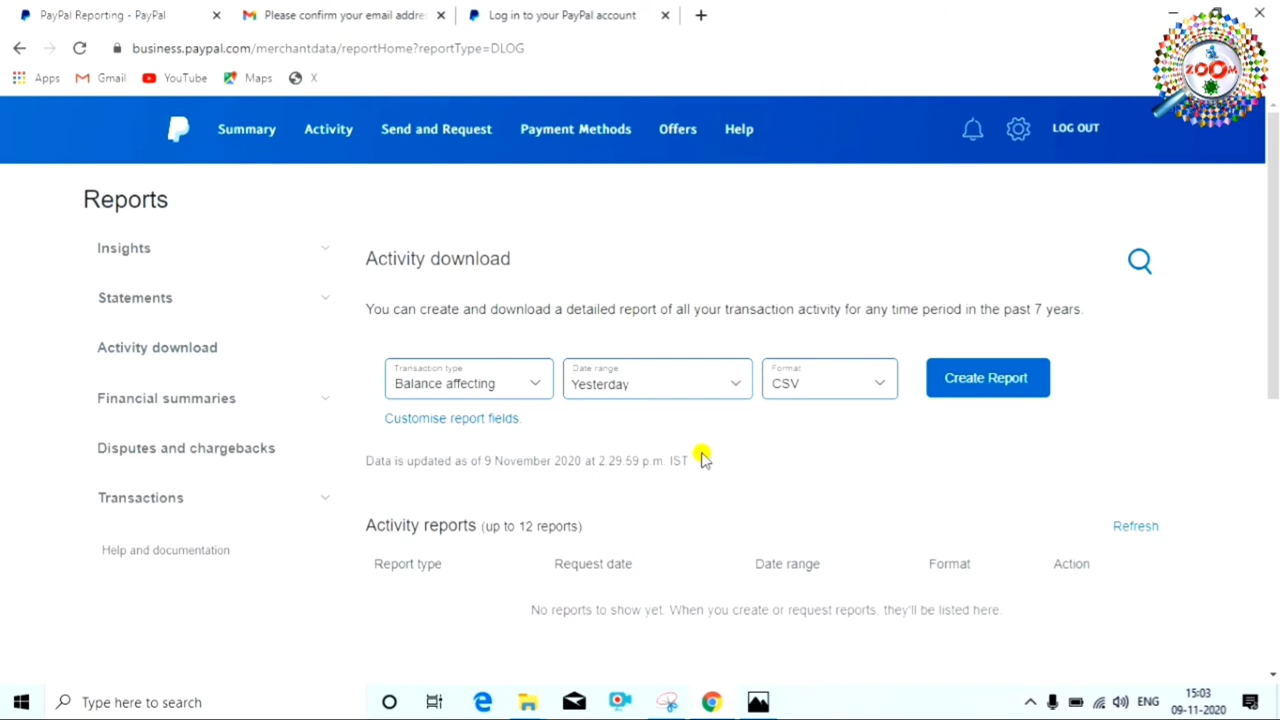 PayPal Reporting - PayPal
Please confirm your email addre
Log in to your PayPal account
business.paypal.com/merchantdata/reportHome?reportType=DLOG
Apps
Gmail
YouTube
Maps
X
ZOOM
Summary
Activity
Send and Request
Payment Methods
Offers
Help
LOG OUT
Reports
Insights
Statements
Activity download
Financial summaries
Disputes and chargebacks
Transactions
Help and documentation
Activity download
You can create and download a detailed report of all your transaction activity for any time period in the past 7 years.
Transaction type
Balance affecting
Date range
Yesterday
Format
CSV
Create Report
Customise report fields.
Data is updated as of 9 November 2020 at 2.29.59 p.m. IST
Activity reports (up to 12 reports)
Refresh
Report type
Request date
Date range
Format
Action
No reports to show yet. When you create or request reports, they'll be listed here.
Type here to search
ENG
15:03
09-11-2020